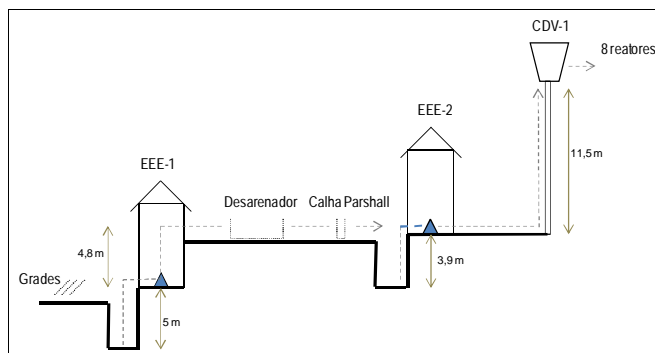 CDV-1
8 reatores
EEE-2
11,5 m
EEE-1
Desarenador
Calha Parshall
4,8 m
3,9 m
Grades
5 m